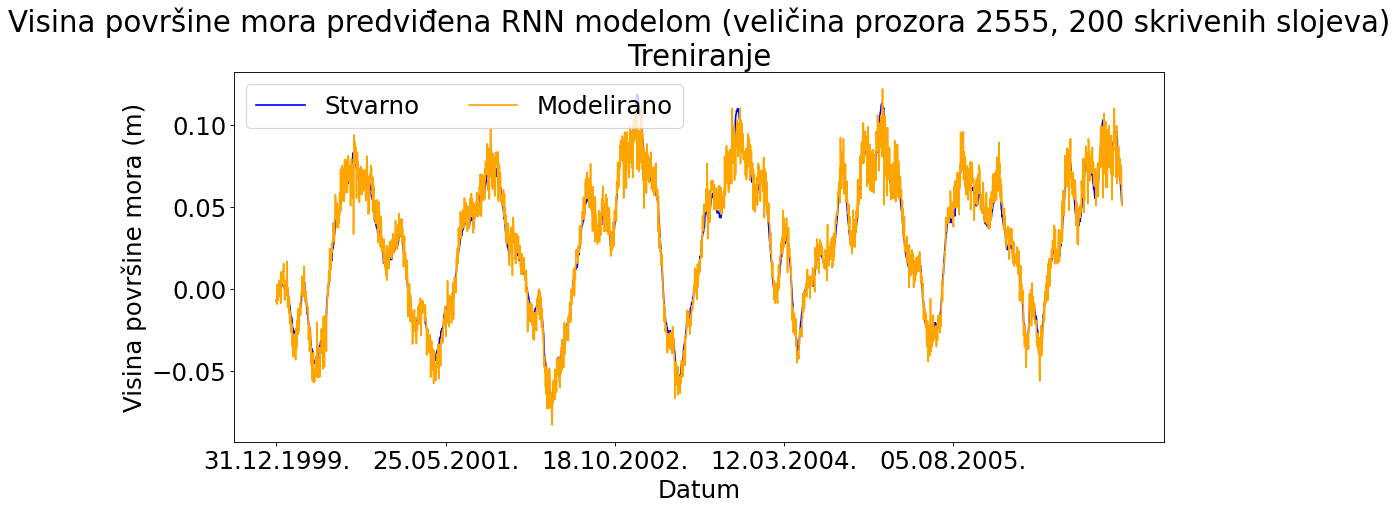 Visina površine mora predviđena RNN modelom (veličina prozora 2555, 200 skrivenih slojeva)
Treniranje
Stvarno Modelirano
Visina površine mora (m)
0.10
0.05
0.00
−0.05
31.12.1999. 25.05.2001. 18.10.2002. 12.03.2004. 05.08.2005.
Datum